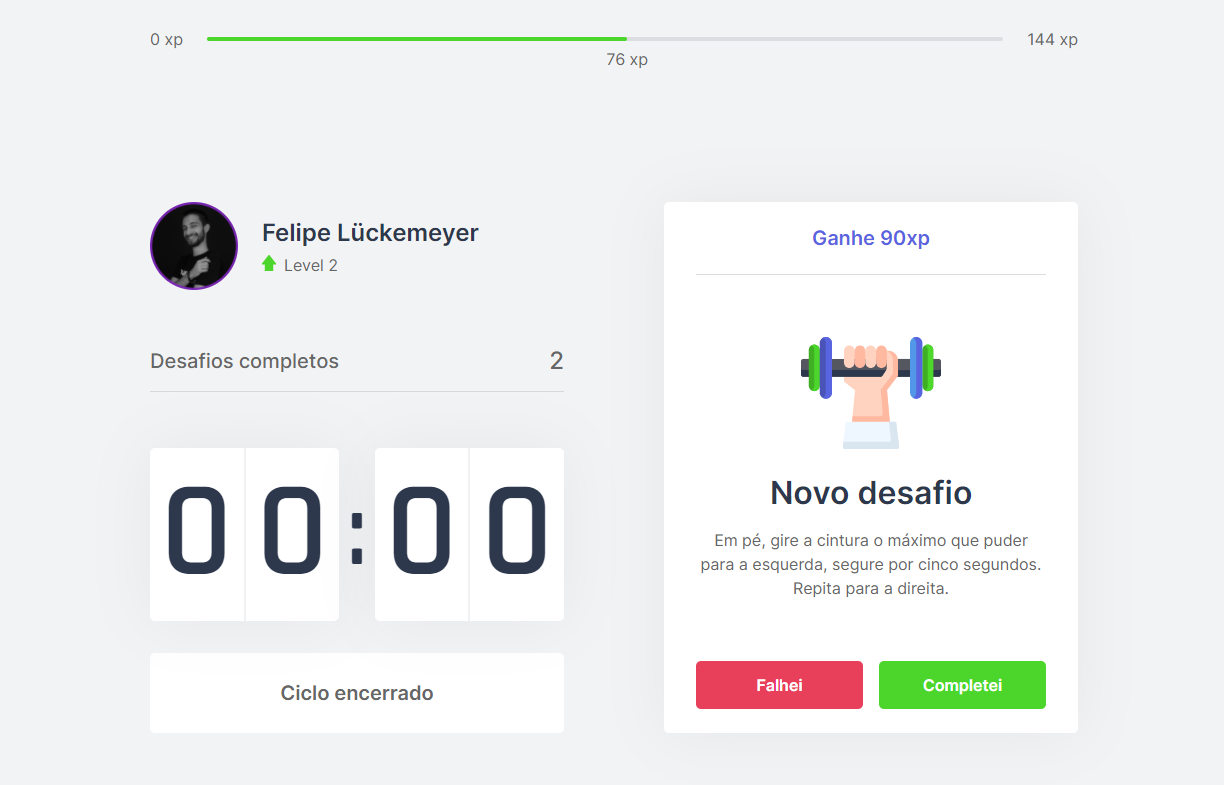 0 xp
144 xp
76 xp
Felipe Lückemeyer
Level 2
Desafios completos 2
00:00
Ciclo encerrado
Ganhe 90xp
Novo desafio
Em pé, gire a cintura o máximo que puder
para a esquerda, segure por cinco segundos.
Repita para a direita.
Falhei
Completei